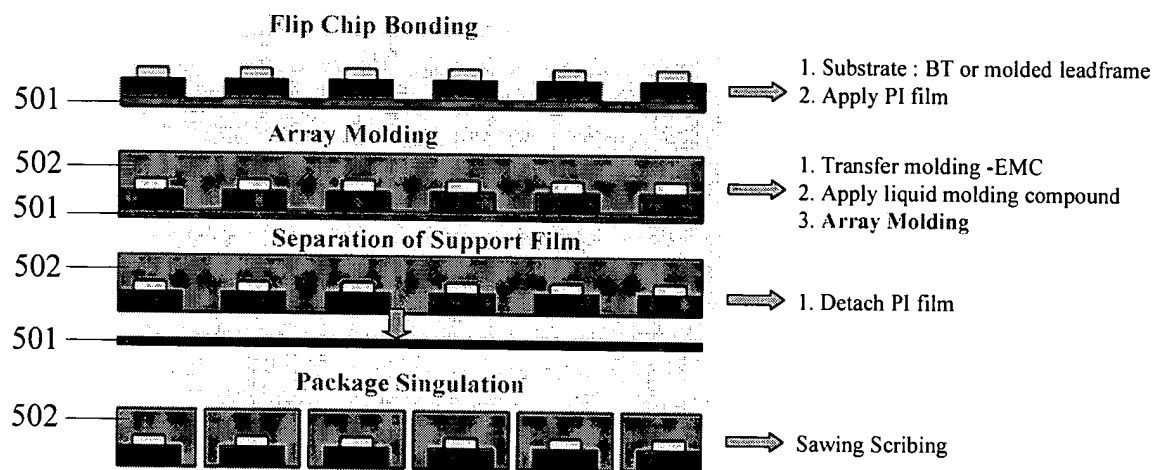 Flip Chip Bonding
501
1. Substrate : BT or molded leadframe
2. Apply PI film
Array Molding
502
501
1. Transfer molding -EMC
2. Apply liquid molding compound
3. Array Molding
Separation of Support Film
502
1. Detach PI film
501
Package Singulation
502
Sawing Scribing